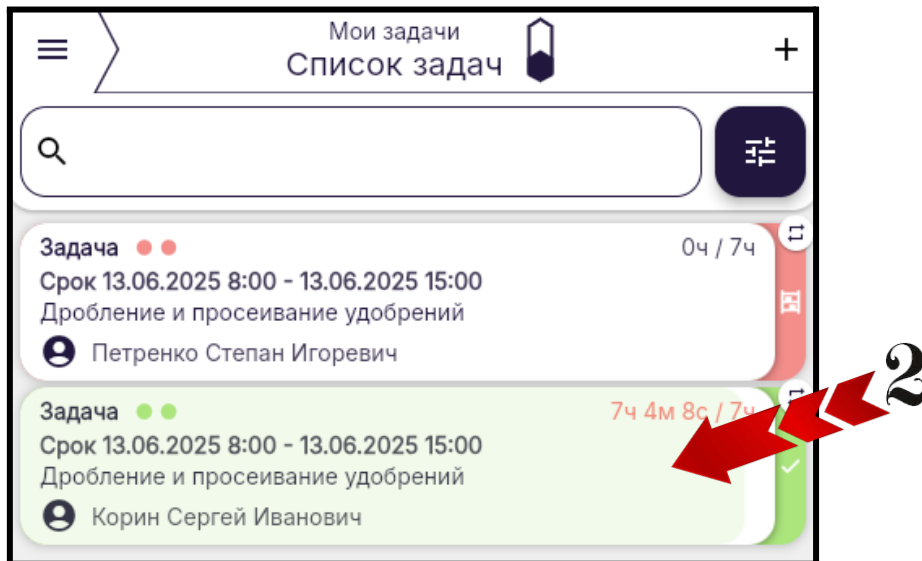 Мои задачи
Список задач
Задача
0ч / 7ч
Срок 13.06.2025 8:00 - 13.06.2025 15:00
Дробление и просеивание удобрений
Петренко Степан Игоревич
2
Задача
7ч 4м 8с / 7ч
Срок 13.06.2025 8:00 - 13.06.2025 15:00
Дробление и просеивание удобрений
Корин Сергей Иванович